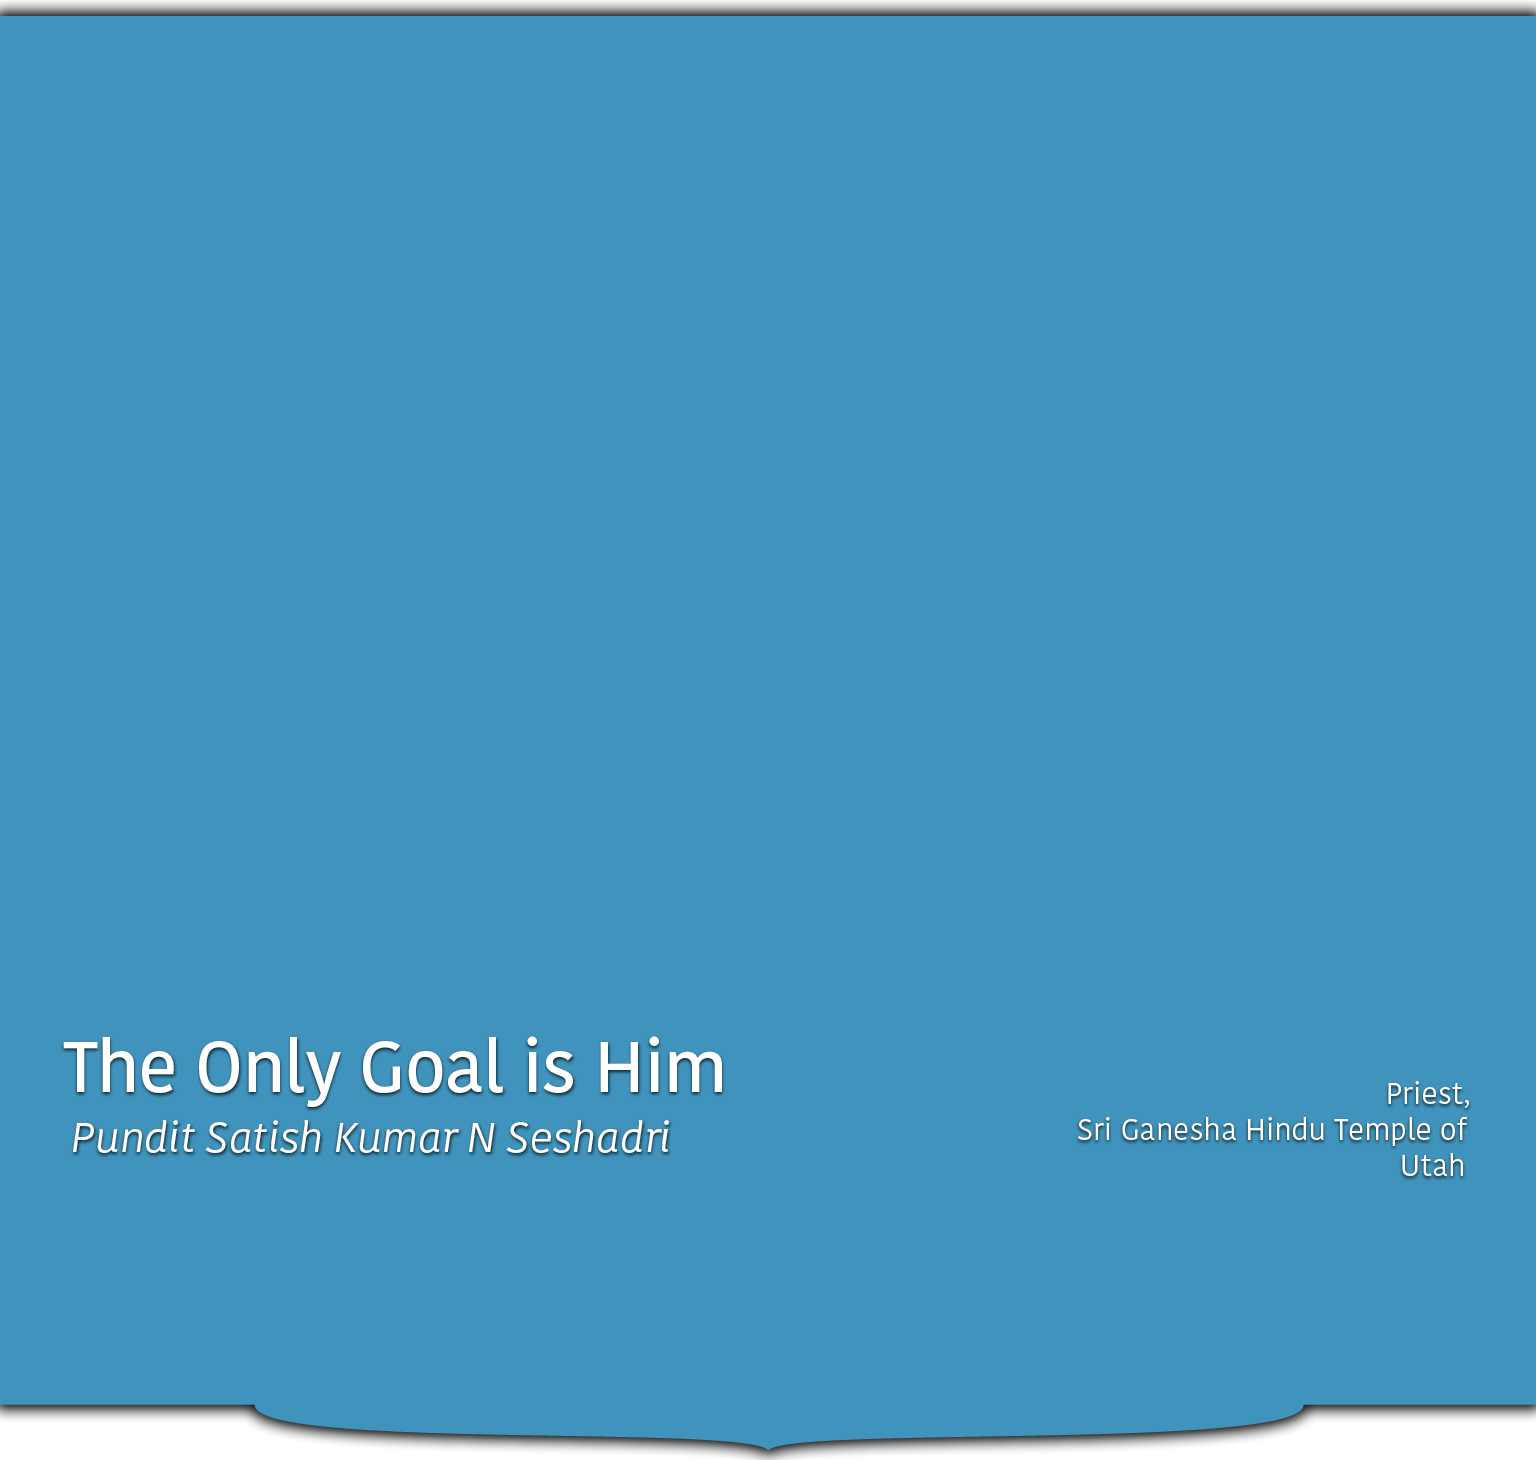 The Only Goal is Him
Pundit Satish Kumar N Seshadri
Priest,
Sri Ganesha Hindu Temple of
Utah